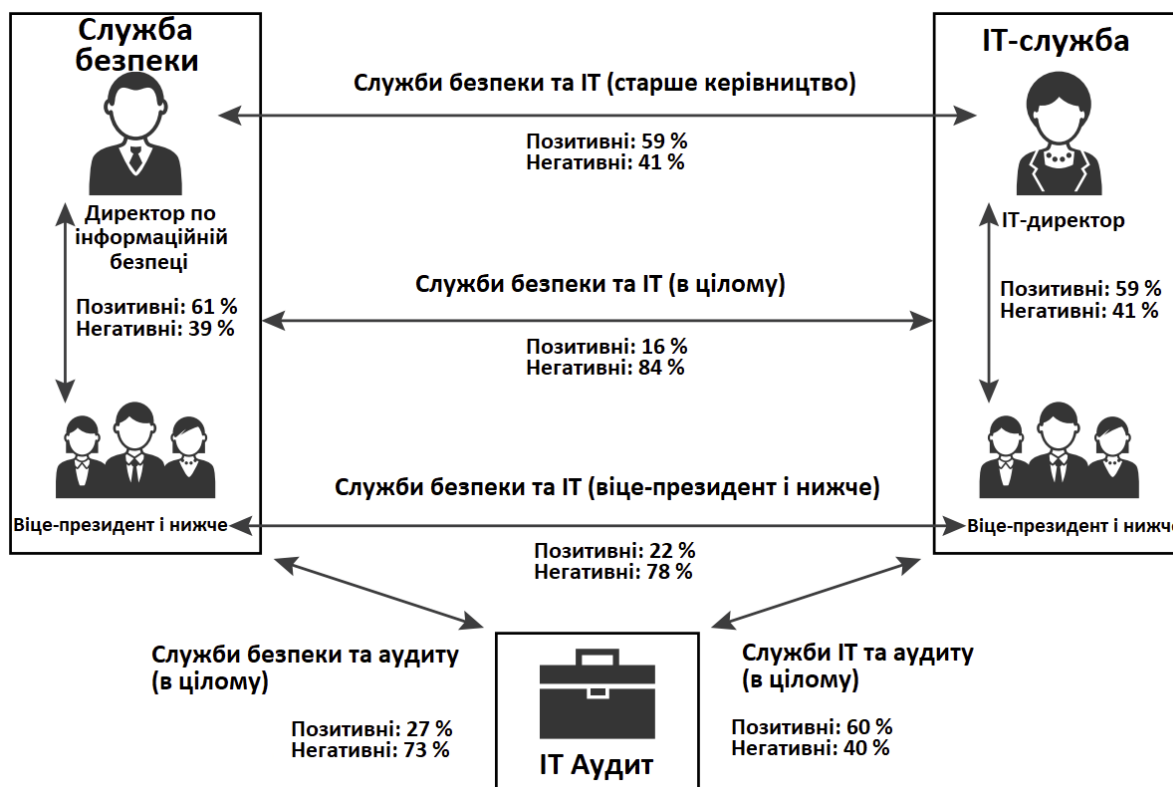 Служба
безпеки
ІТ-служба
Служби безпеки та ІТ (старше керівництво)
Позитивні: 59 %
Негативні: 41 %
Директор по
інформаційній
безпеці
ІТ-директор
Позитивні: 61 %
Негативні: 39 %
Служби безпеки та ІТ (в цілому)
Позитивні: 16 %
Негативні: 84 %
Позитивні: 59 %
Негативні: 41 %
Служби безпеки та ІТ (віце-президент і нижче)
Віце-президент і нижче
Віце-президент і нижче
Позитивні: 22 %
Негативні: 78 %
Служби безпеки та аудиту
(в цілому)
Позитивні: 27 %
Негативні: 73 %
Служби ІТ та аудиту
(в цілому)
Позитивні: 60 %
Негативні: 40 %
ІТ Аудит